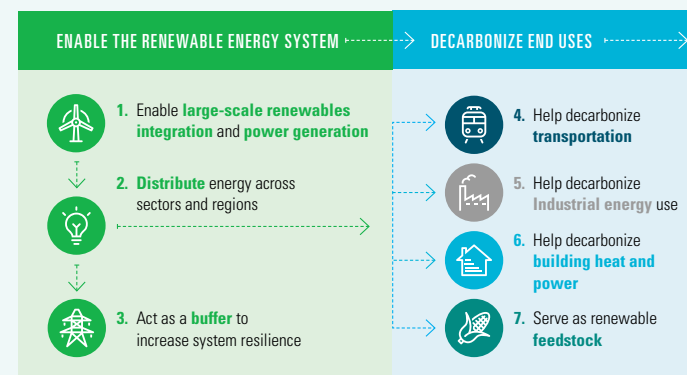 ENABLE THE RENEWABLE ENERGY SYSTEM
DECARBONIZE END USES
1. Enable large-scale renewables
integration and power generation
2. Distribute energy across
sectors and regions
3. Act as a buffer to
increase system resilience
4. Help decarbonize
transportation
5. Help decarbonize
Industrial energy use
6. Help decarbonize
building heat and
power
7. Serve as renewable
feedstock